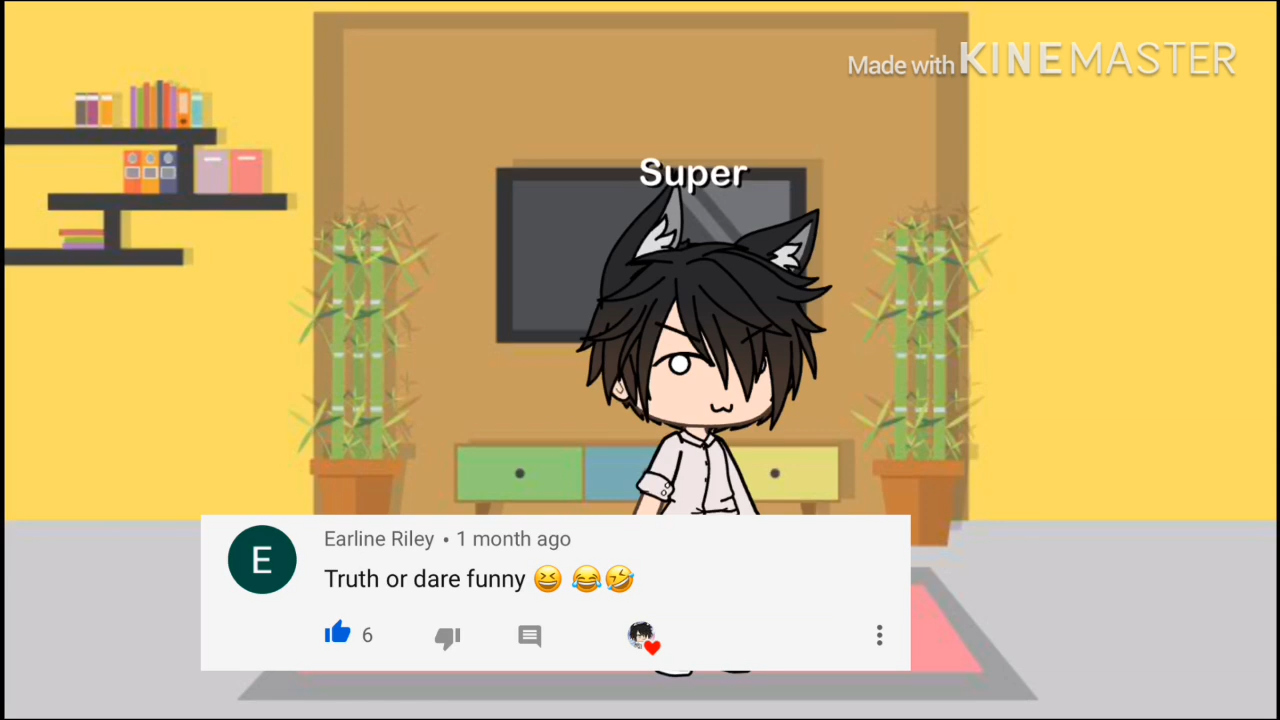 Made with KINEMASTER
Super
E
Earline Riley • 1 month ago
Truth or dare funny 😆 😂🤣
6